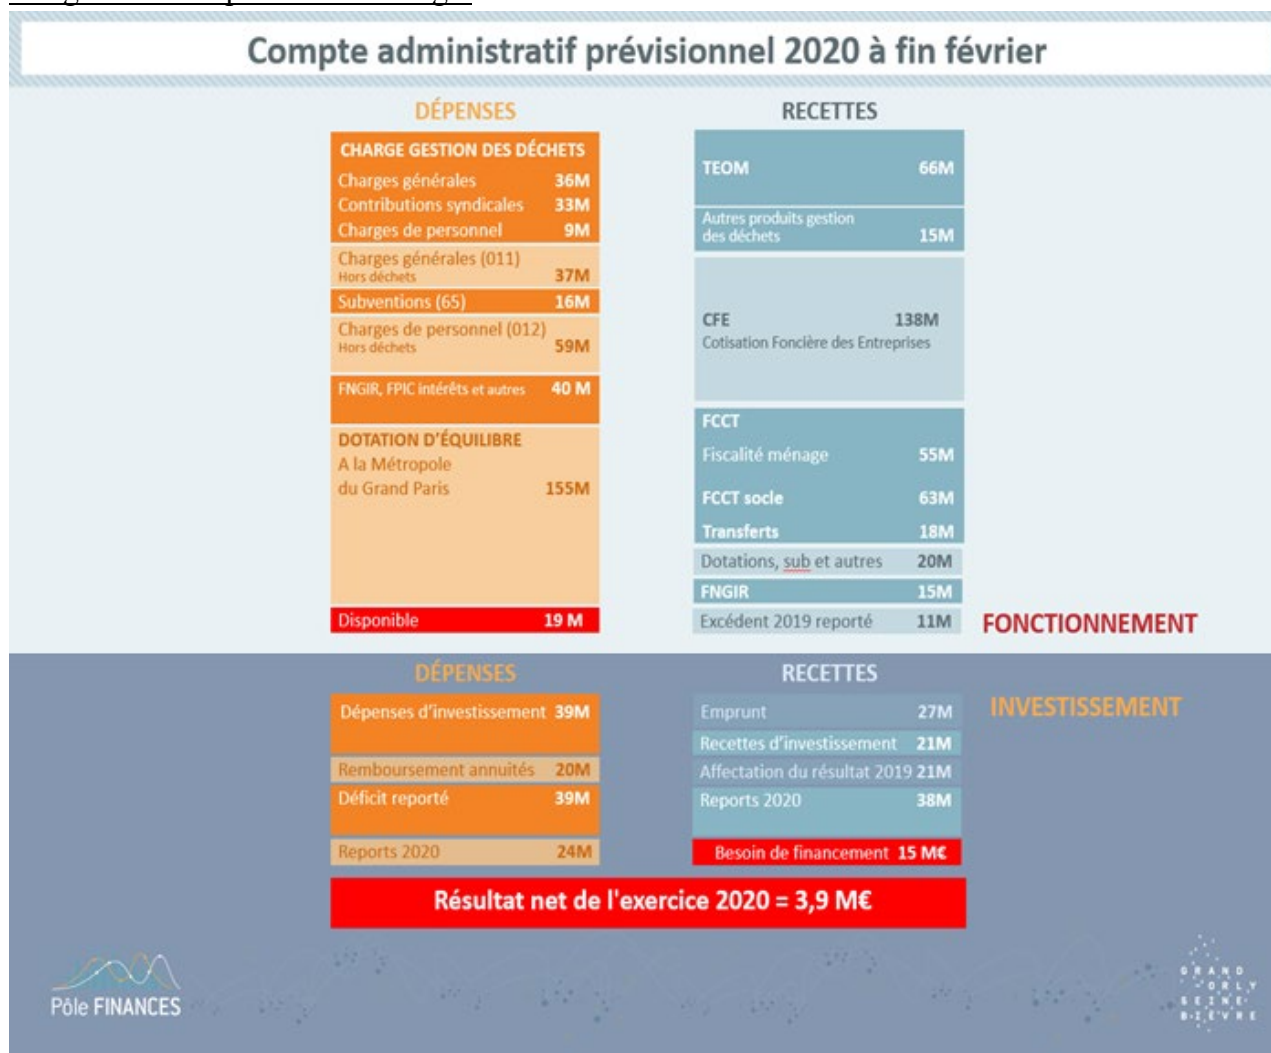 Compte administratif prévisionnel 2020 à fin février
DÉPENSES
CHARGE GESTION DES DÉCHETS
Charges générales 36M
Contributions syndicales 33M
Charges de personnel 9M
Charges générales (011)
Hors déchets 37M
Subventions (65) 16M
Charges de personnel (012)
Hors déchets 59M
FNGIR, FPIC intérêts et autres 40 M
DOTATION D'ÉQUILIBRE
A la Métropole
du Grand Paris 155M
Disponible 19 M
RECETTES
TEOM 66M
Autres produits gestion
des déchets 15M
CFE 138M
Cotisation Foncière des Entreprises
FCCT
Fiscalité ménage 55M
FCCT socle 63M
Transferts 18M
Dotations, sub et autres 20M
FNGIR 15M
Excédent 2019 reporté 11M
FONCTIONNEMENT
DÉPENSES
Dépenses d'investissement 39M
Remboursement annuités 20M
Déficit reporté 39M
Reports 2020 24M
RECETTES
Emprunt 27M
Recettes d'investissement 21M
Affectation du résultat 2019 21M
Reports 2020 38M
Besoin de financement 15 M€
INVESTISSEMENT
Résultat net de l'exercice 2020 = 3,9 M€
Pôle FINANCES
GRAND
ORLY
SEINE
BIÈVRE